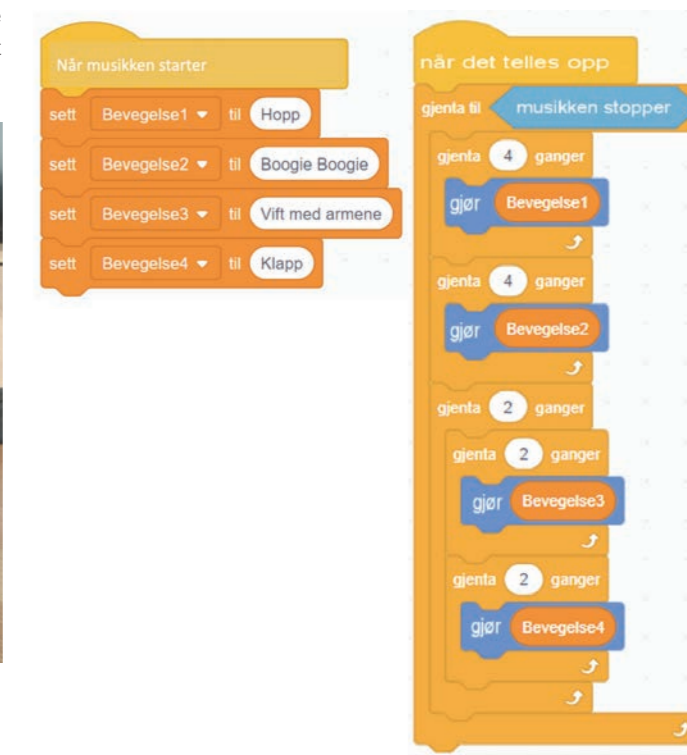 Når musikken starter
sett Bevegelse1 til Hopp
sett Bevegelse2 til Boogie Boogie
sett Bevegelse3 til Vift med armene
sett Bevegelse4 til Klapp
når det telles opp
gjenta til musikken stopper
gjenta 4 ganger
gjør Bevegelse1
gjenta 4 ganger
gjør Bevegelse2
gjenta 2 ganger
gjenta 2 ganger
gjør Bevegelse3
gjenta 2 ganger
gjør Bevegelse4